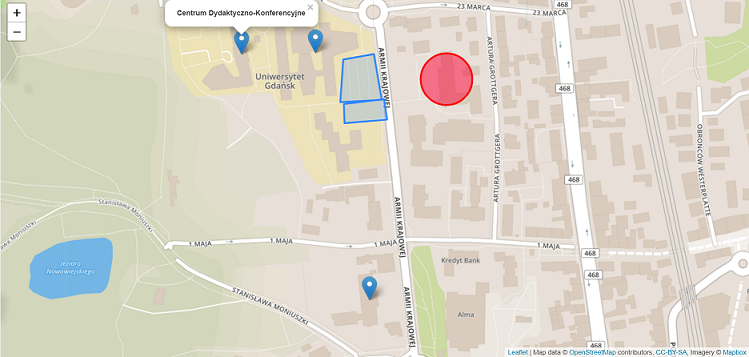 +
−
Centrum Dydaktyczno-Konferencyjne
×
23 MARCA
23 MARCA
468
Uniwersytet
Gdańsk
ARMII KRAJOWEJ
ARTURA GROTTGERA
468
468
OBROŃCÓW WESTERPLATTE
Stanisława Moniuszki
ARMII KRAJOWEJ
ARTURA GROTTGERA
468
1 MAJA
1 MAJA
1 MAJA
1 MAJA
Jezioro
Nowowiejskiego
Kredyt Bank
468
468
STANISŁAWA MONIUSZKI
ARMII KRAJOWEJ
Alma
Leaflet | Map data © OpenStreetMap contributors, CC-BY-SA, Imagery © Mapbox